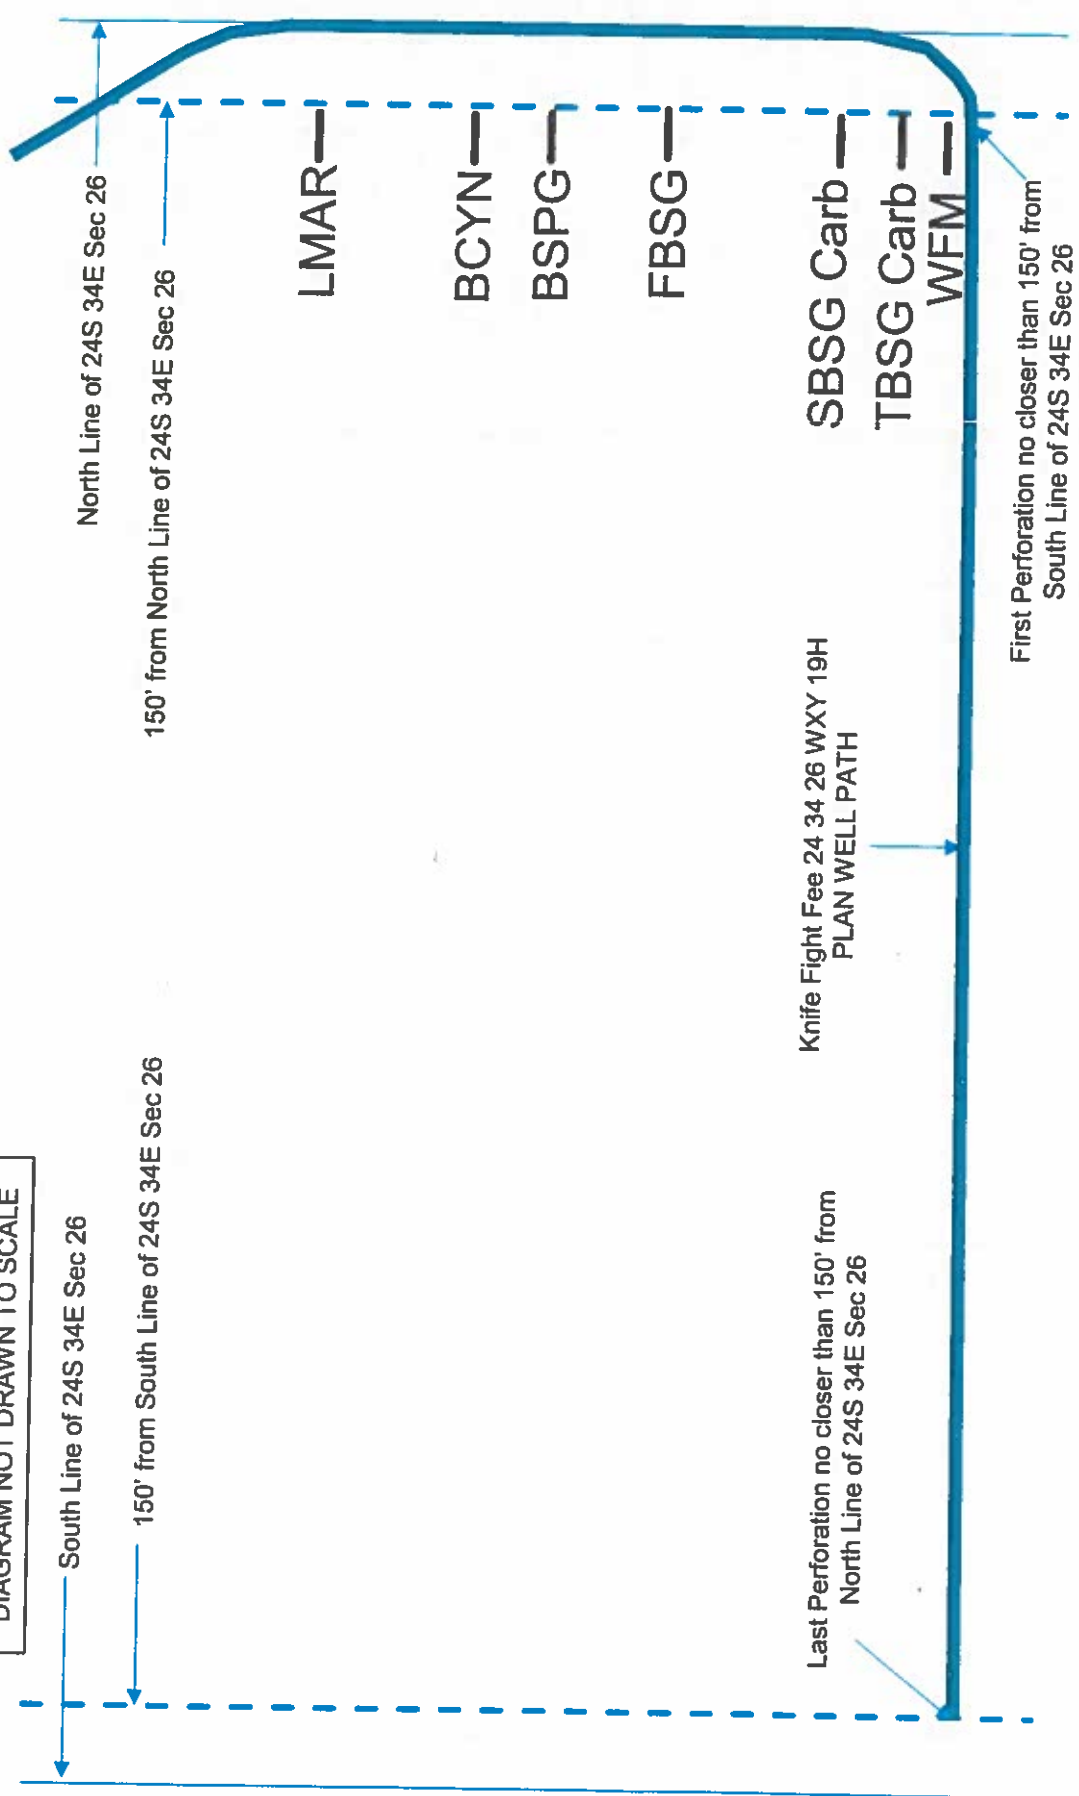 DIAGRAM NOT DRAWN TO SCALE
South Line of 24S 34E Sec 26
150' from South Line of 24S 34E Sec 26
North Line of 24S 34E Sec 26
150' from North Line of 24S 34E Sec 26
LMAR
BCYN
BSPG
FBSG
SBSG Carb
TBSG Carb
WFM
Knife Fight Fee 24 34 26 WXY 19H
PLAN WELL PATH
Last Perforation no closer than 150' from
North Line of 24S 34E Sec 26
First Perforation no closer than 150' from
South Line of 24S 34E Sec 26